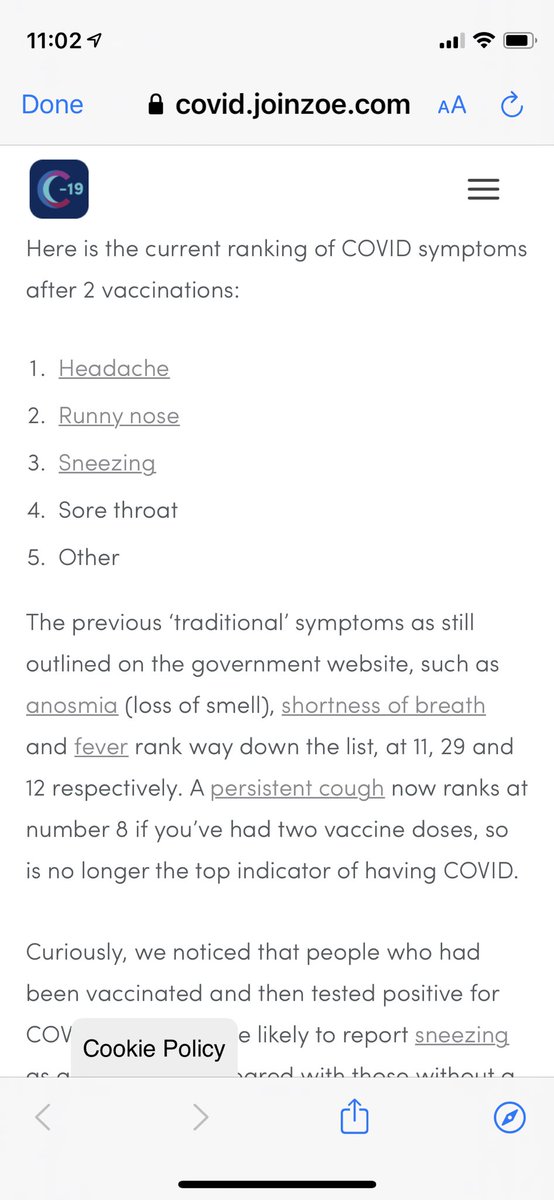 11:02
Done
covid.joinzoe.com
AA
C-19
Here is the current ranking of COVID symptoms
after 2 vaccinations:
1. Headache
2. Runny nose
3. Sneezing
4. Sore throat
5. Other
The previous ‘traditional’ symptoms as still
outlined on the government website, such as
anosmia (loss of smell), shortness of breath
and fever rank way down the list, at 11, 29 and
12 respectively. A persistent cough now ranks at
number 8 if you’ve had two vaccine doses, so
is no longer the top indicator of having COVID.
Curiously, we noticed that people who had
been vaccinated and then tested positive for
likely to report sneezing
Cookie Policy
with those without a